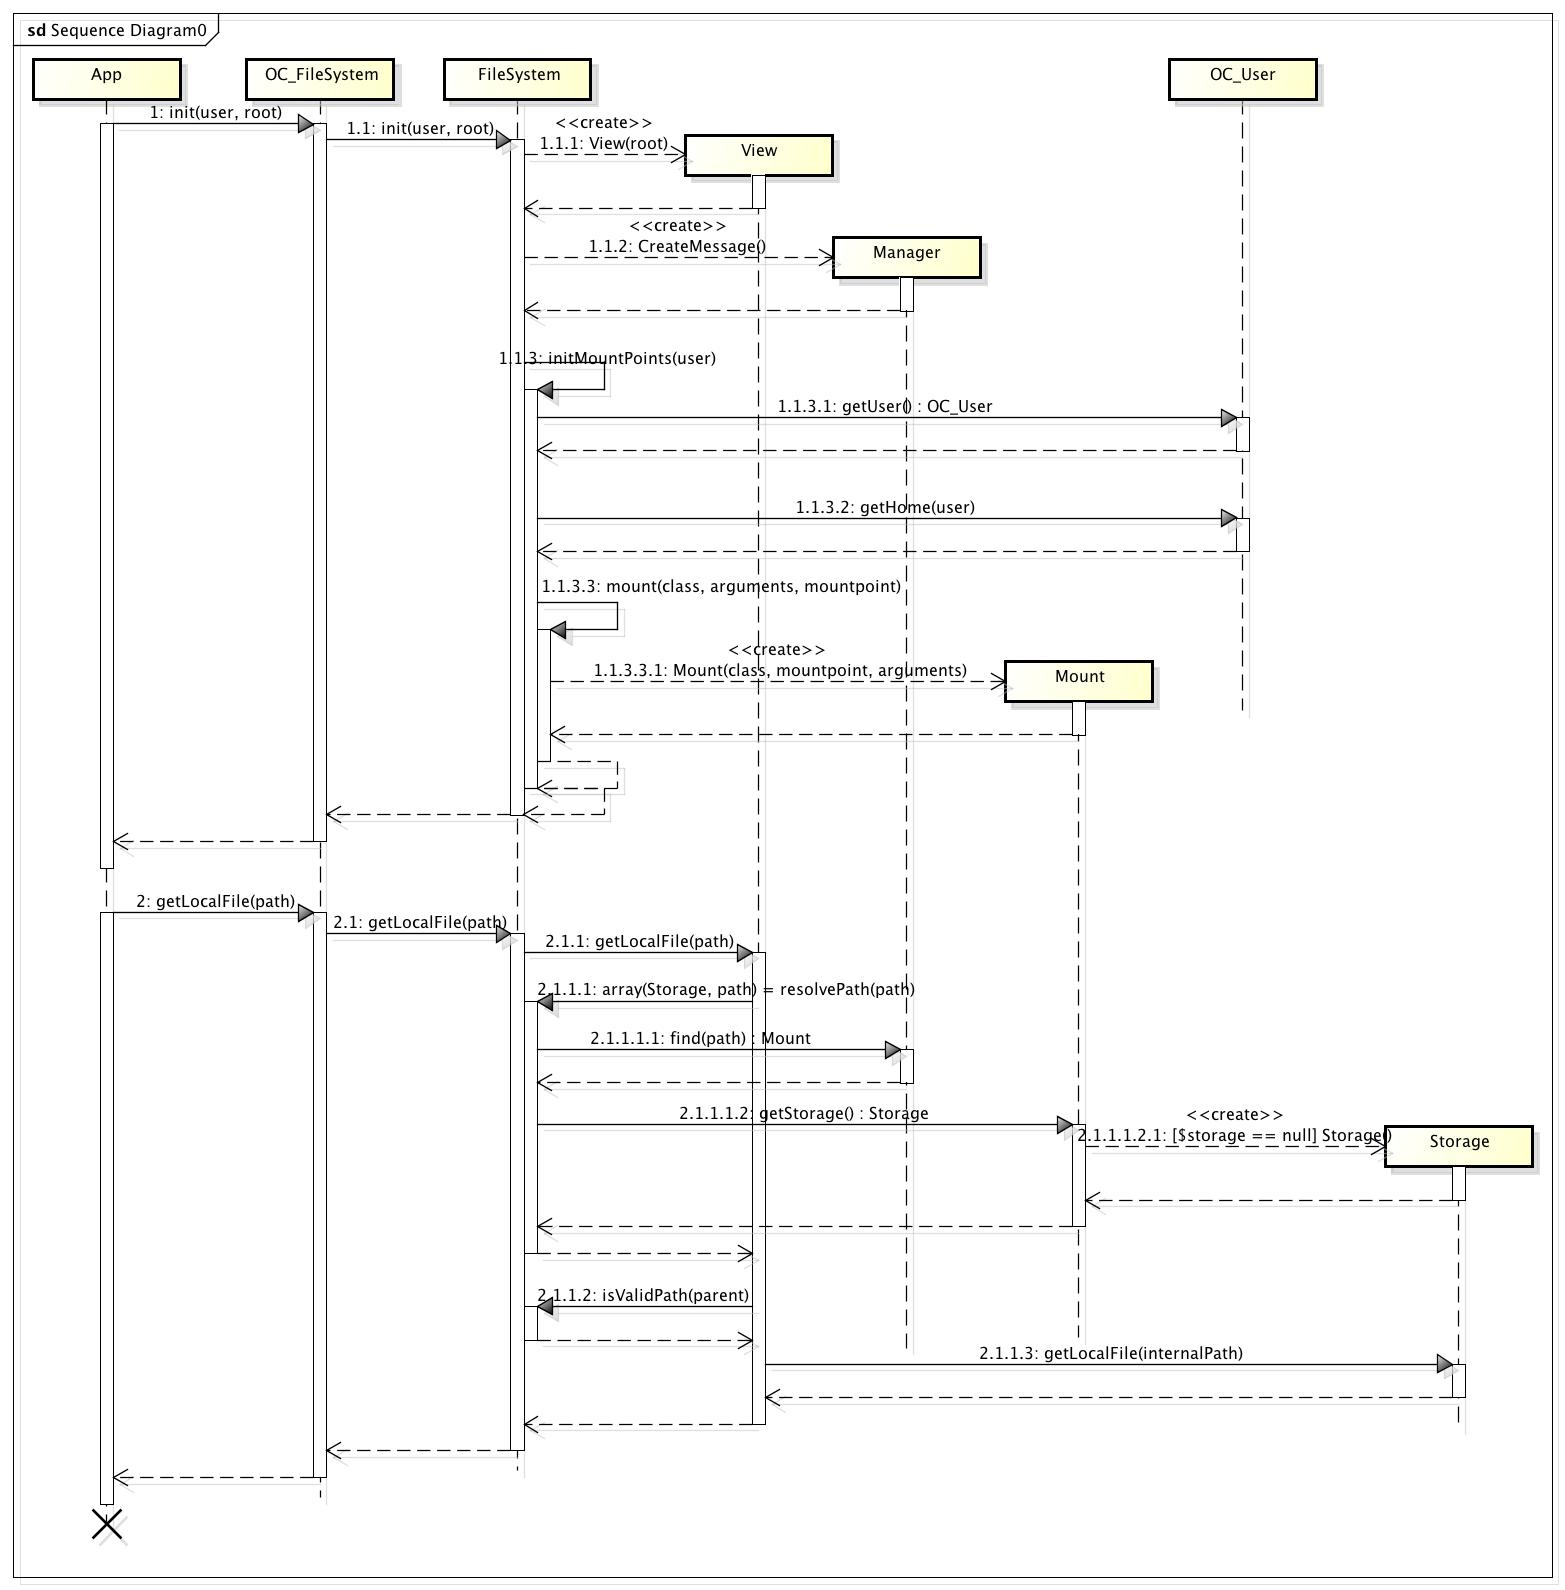 sd Sequence Diagram0
App
OC_FileSystem
FileSystem
OC_User
1: init(user, root)
1.1: init(user, root)
<<create>>
1.1.1: View(root)
View
<<create>>
1.1.2: CreateMessage()
Manager
1.1.3: initMountPoints(user)
1.1.3.1: getUser() : OC_User
1.1.3.2: getHome(user)
1.1.3.3: mount(class, arguments, mountpoint)
<<create>>
1.1.3.3.1: Mount(class, mountpoint, arguments)
Mount
2: getLocalFile(path)
2.1: getLocalFile(path)
2.1.1: getLocalFile(path)
2.1.1.1: array(Storage, path) = resolvePath(path)
2.1.1.1.1: find(path) : Mount
2.1.1.1.2: getStorage() : Storage
<<create>>
2.1.1.1.2.1: [$storage == null] Storage()
Storage
2.1.1.2: isValidPath(parent)
2.1.1.3: getLocalFile(internalPath)